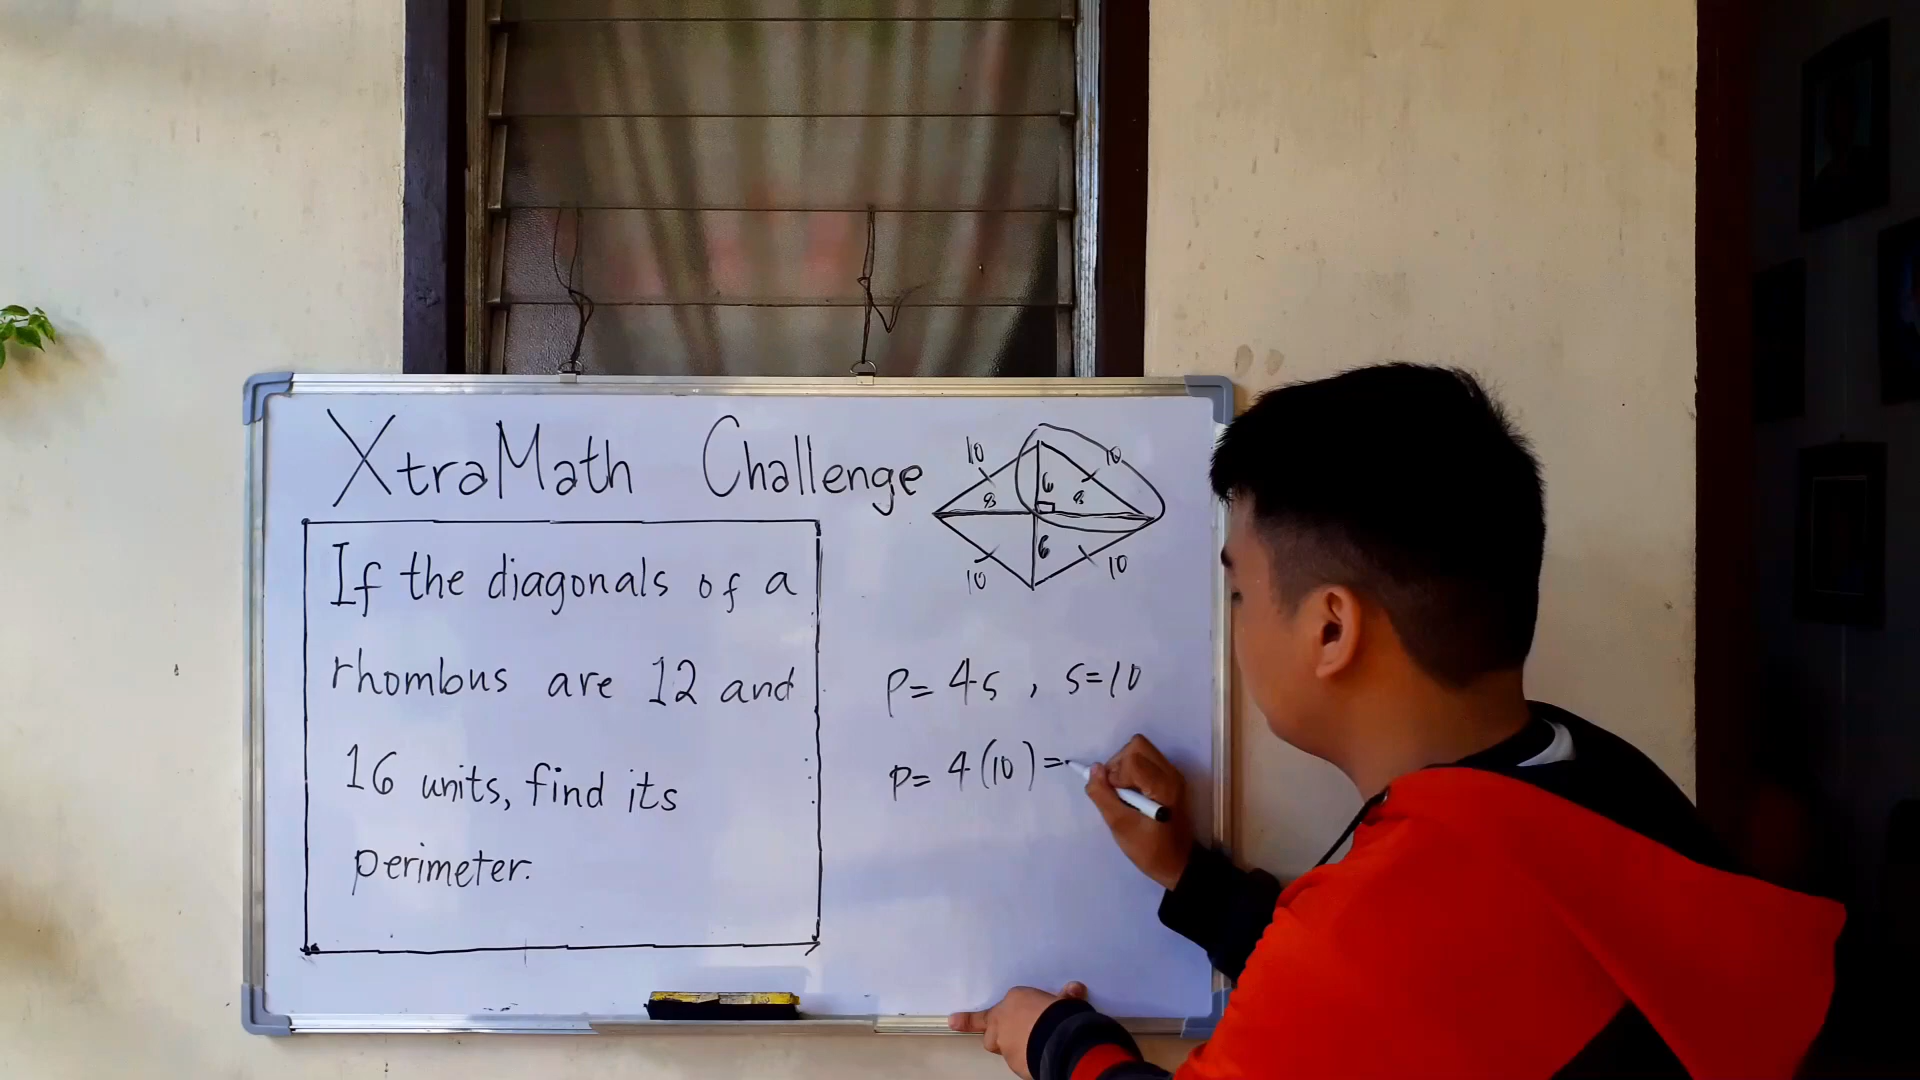 XtraMath Challenge
If the diagonals of a
rhombus are 12 and
16 units, find its
perimeter.
10 10
6
8 8
6
10 10
P= 4s , s=10
P= 4(10)=